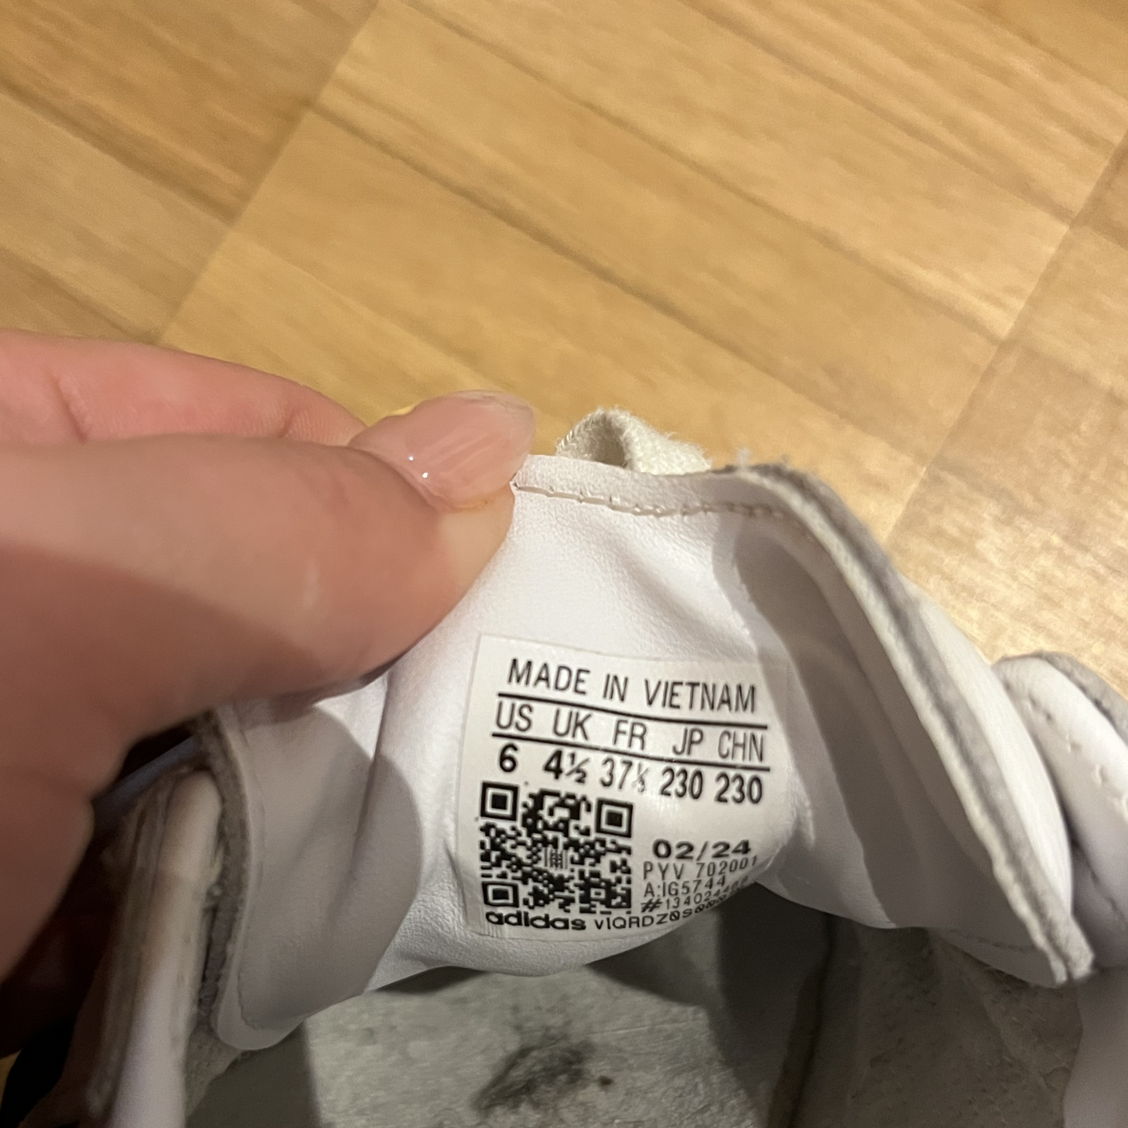 MADE IN VIETNAM
US UK FR JP CHN
6 4½ 37⅓ 230 230
02/24
PYV 702001
A:IG5744
adidas